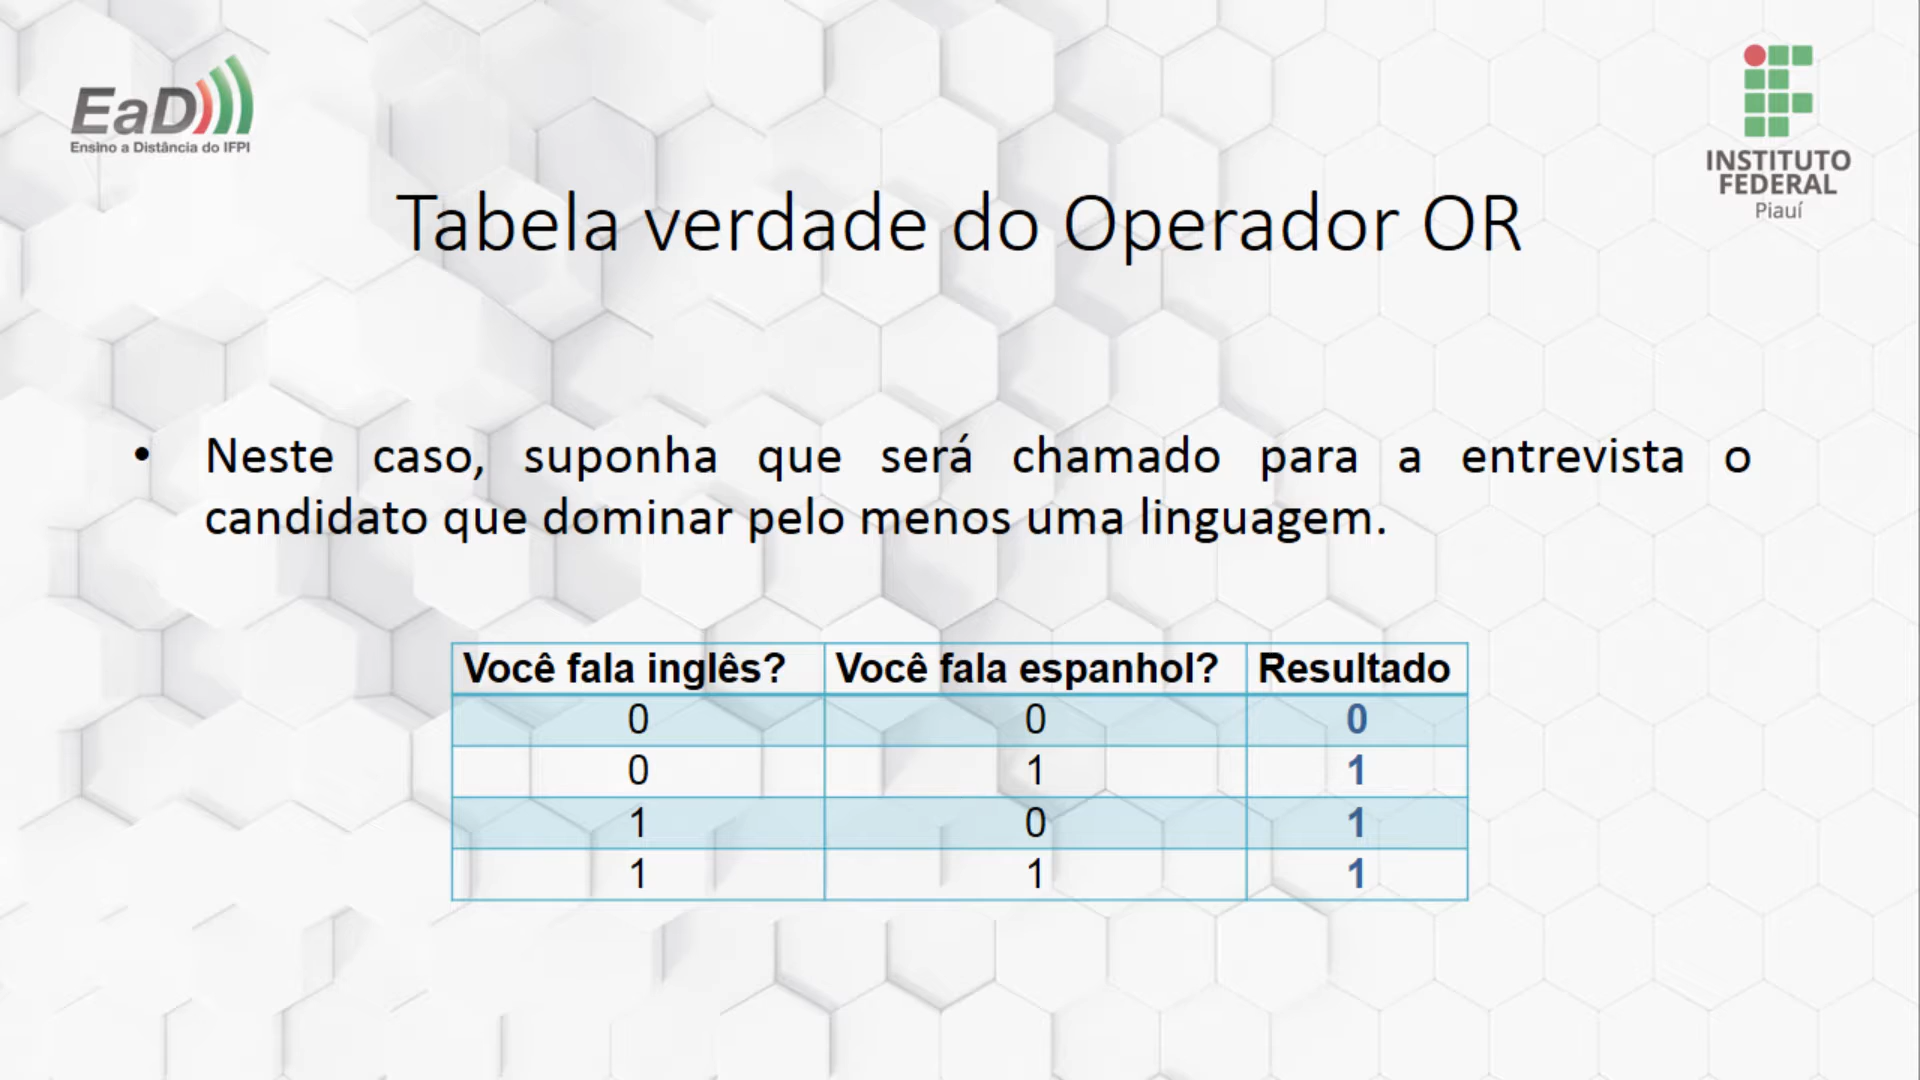 EaD
Ensino a Distância do IFPI
INSTITUTO
FEDERAL
Piauí
Tabela verdade do Operador OR
• Neste caso, suponha que será chamado para a entrevista o
candidato que dominar pelo menos uma linguagem.
Você fala inglês? Você fala espanhol? Resultado
0 0 0
0 1 1
1 0 1
1 1 1